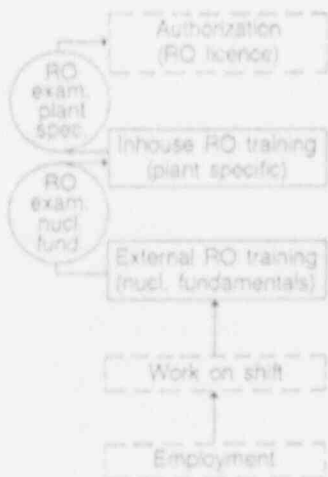 Authorization
(RO licence)
RO
exam.
plant
spec.
Inhouse RO training
(plant specific)
RO
exam.
nucl.
fund.
External RO training
(nucl. fundamentals)
Work on shift
Employment